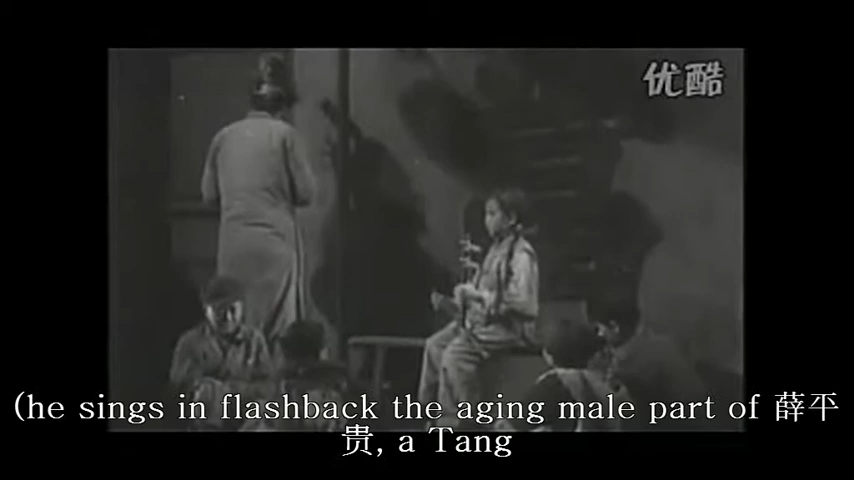 优酷
(he sings in flashback the aging male part of 薛平
贵, a Tang